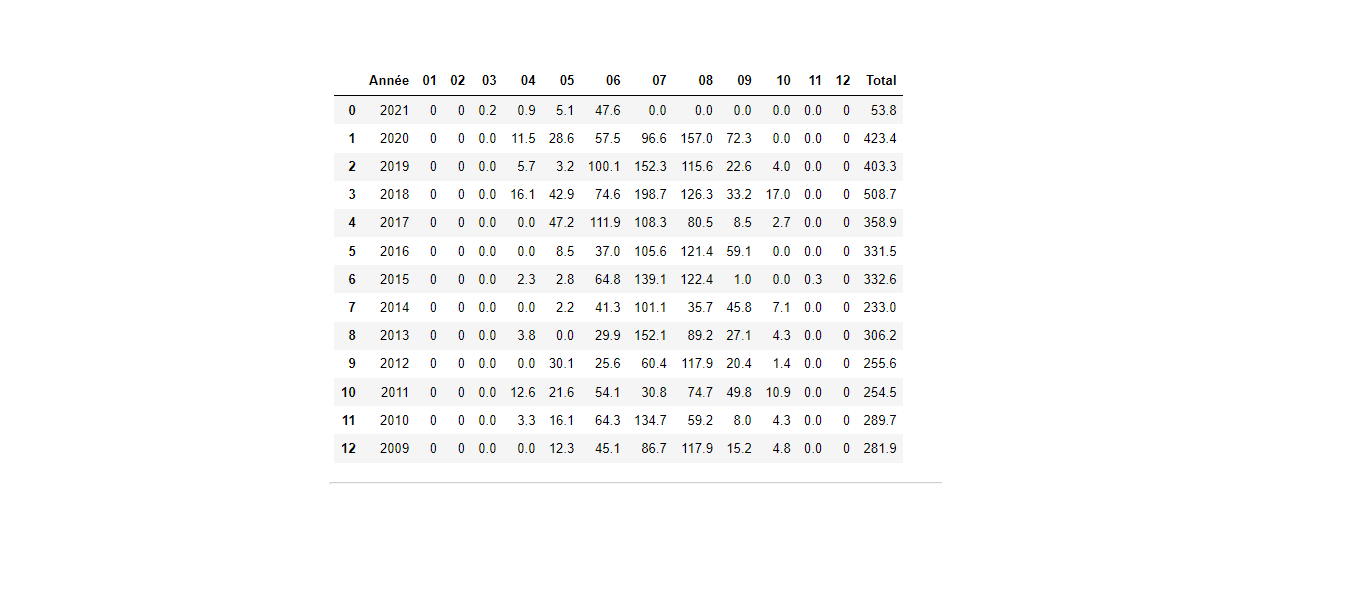 Année 01 02 03 04 05 06 07 08 09 10 11 12 Total
0 2021 0 0 0.2 0.9 5.1 47.6 0.0 0.0 0.0 0.0 0.0 0 53.8
1 2020 0 0 0.0 11.5 28.6 57.5 96.6 157.0 72.3 0.0 0.0 0 423.4
2 2019 0 0 0.0 5.7 3.2 100.1 152.3 115.6 22.6 4.0 0.0 0 403.3
3 2018 0 0 0.0 16.1 42.9 74.6 198.7 126.3 33.2 17.0 0.0 0 508.7
4 2017 0 0 0.0 0.0 47.2 111.9 108.3 80.5 8.5 2.7 0.0 0 358.9
5 2016 0 0 0.0 0.0 8.5 37.0 105.6 121.4 59.1 0.0 0.0 0 331.5
6 2015 0 0 0.0 2.3 2.8 64.8 139.1 122.4 1.0 0.0 0.3 0 332.6
7 2014 0 0 0.0 0.0 2.2 41.3 101.1 35.7 45.8 7.1 0.0 0 233.0
8 2013 0 0 0.0 3.8 0.0 29.9 152.1 89.2 27.1 4.3 0.0 0 306.2
9 2012 0 0 0.0 0.0 30.1 25.6 60.4 117.9 20.4 1.4 0.0 0 255.6
10 2011 0 0 0.0 12.6 21.6 54.1 30.8 74.7 49.8 10.9 0.0 0 254.5
11 2010 0 0 0.0 3.3 16.1 64.3 134.7 59.2 8.0 4.3 0.0 0 289.7
12 2009 0 0 0.0 0.0 12.3 45.1 86.7 117.9 15.2 4.8 0.0 0 281.9